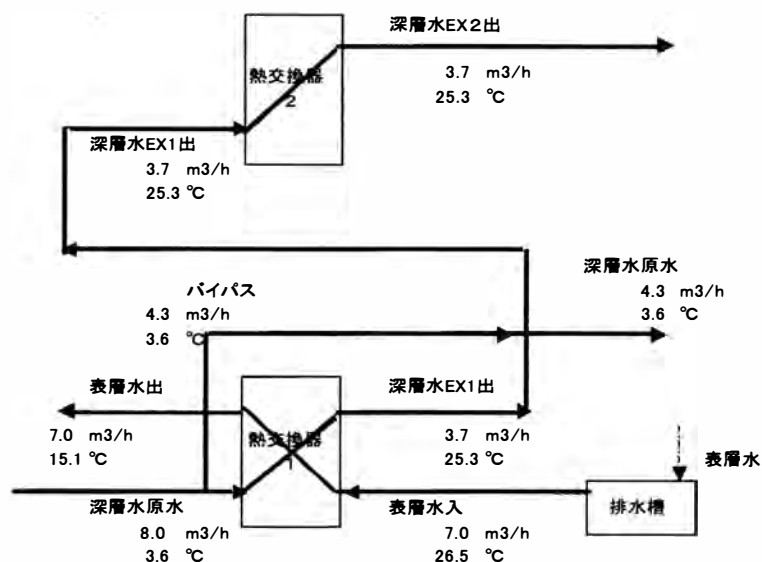 深層水EX2出
3.7 m3/h
25.3 ℃
熱交換器
2
深層水EX1出
3.7 m3/h
25.3 ℃
深層水原水
4.3 m3/h
3.6 ℃
バイパス
4.3 m3/h
3.6 ℃
表層水出
7.0 m3/h
15.1 ℃
熱交換器
1
深層水EX1出
3.7 m3/h
25.3 ℃
表層水
排水槽
深層水原水
8.0 m3/h
3.6 ℃
表層水入
7.0 m3/h
26.5 ℃